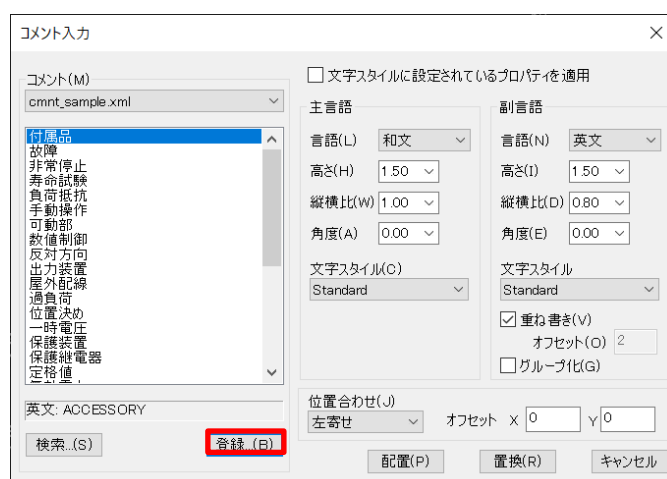 コメント入力
コメント(M)
cmnt_sample.xml
付属品
故障
非常停止
寿命試験
負荷抵抗
手動操作
可動部
数値制御
反対方向
出力装置
屋外配線
過負荷
位置決め
一時電圧
保護装置
保護継電器
定格値
英文: ACCESSORY
検索...(S)
登録...(B)
文字スタイルに設定されているプロパティを適用
主言語
言語(L) 和文
高さ(H) 1.50
縦横比(W) 1.00
角度(A) 0.00
文字スタイル(C)
Standard
副言語
言語(N) 英文
高さ(I) 1.50
縦横比(D) 0.80
角度(E) 0.00
文字スタイル
Standard
重ね書き(V)
オフセット(O) 2
グループ化(G)
位置合わせ(J)
左寄せ オフセット X 0 Y 0
配置(P) 置換(R) キャンセル